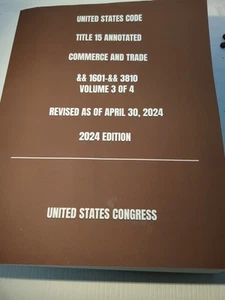 UNITED STATES CODE
TITLE 15 ANNOTATED
COMMERCE AND TRADE
&& 1601-&& 3810
VOLUME 3 OF 4
REVISED AS OF APRIL 30, 2024
2024 EDITION
UNITED STATES CONGRESS